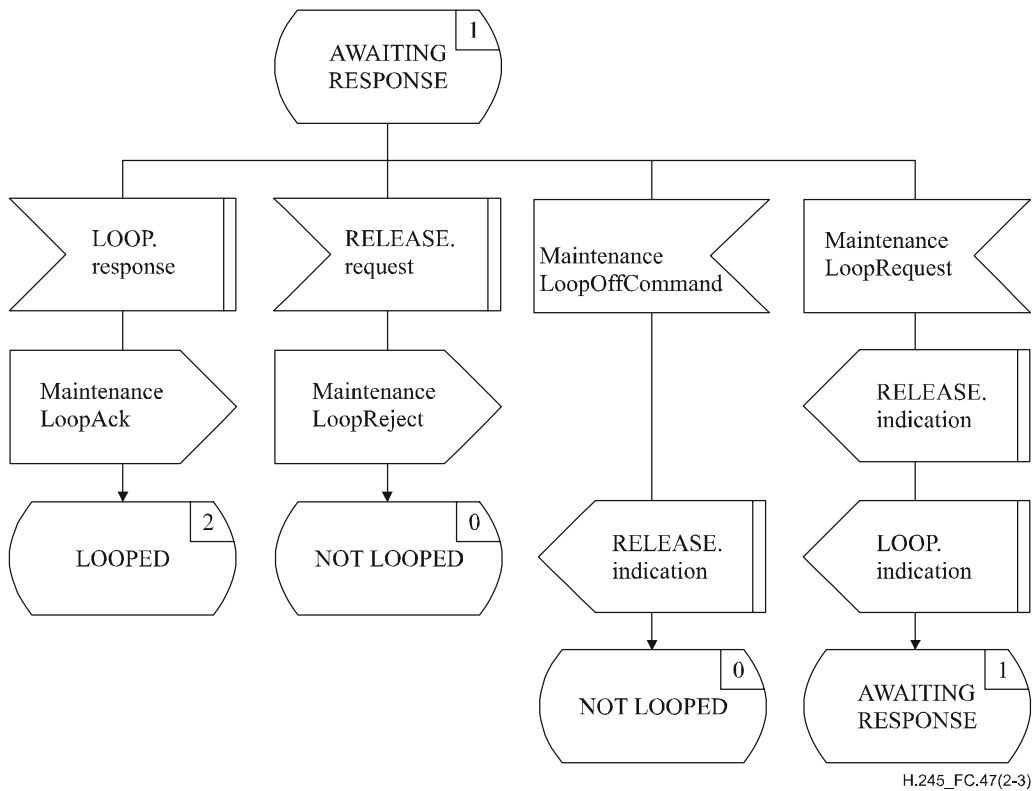 1
AWAITING
RESPONSE
LOOP.
response
RELEASE.
request
Maintenance
LoopOffCommand
Maintenance
LoopRequest
Maintenance
LoopAck
Maintenance
LoopReject
RELEASE.
indication
2
LOOPED
0
NOT LOOPED
RELEASE.
indication
LOOP.
indication
0
NOT LOOPED
1
AWAITING
RESPONSE
H.245_FC.47(2-3)